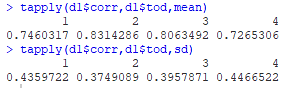 > tapply(dl$corr,dl$tod,mean)
1 2 3 4
0.7460317 0.8314286 0.8063492 0.7265306
> tapply(dl$corr,dl$tod,sd)
1 2 3 4
0.4359722 0.3749089 0.3957871 0.4466522